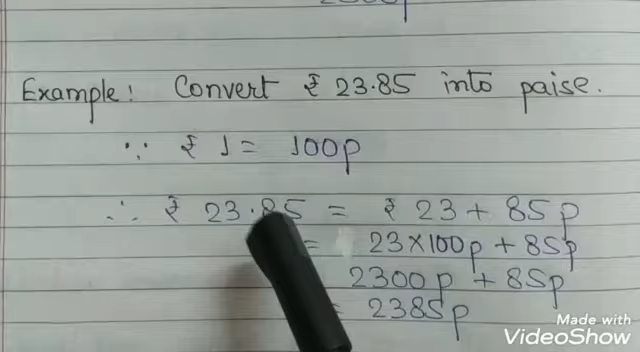 Example: Convert ₹ 23.85 into paise.
∵ ₹ 1 = 100p
∴ ₹ 23.85 = ₹ 23 + 85p
= 23×100p + 85p
2300p + 85p
= 2385p
Made with
VideoShow